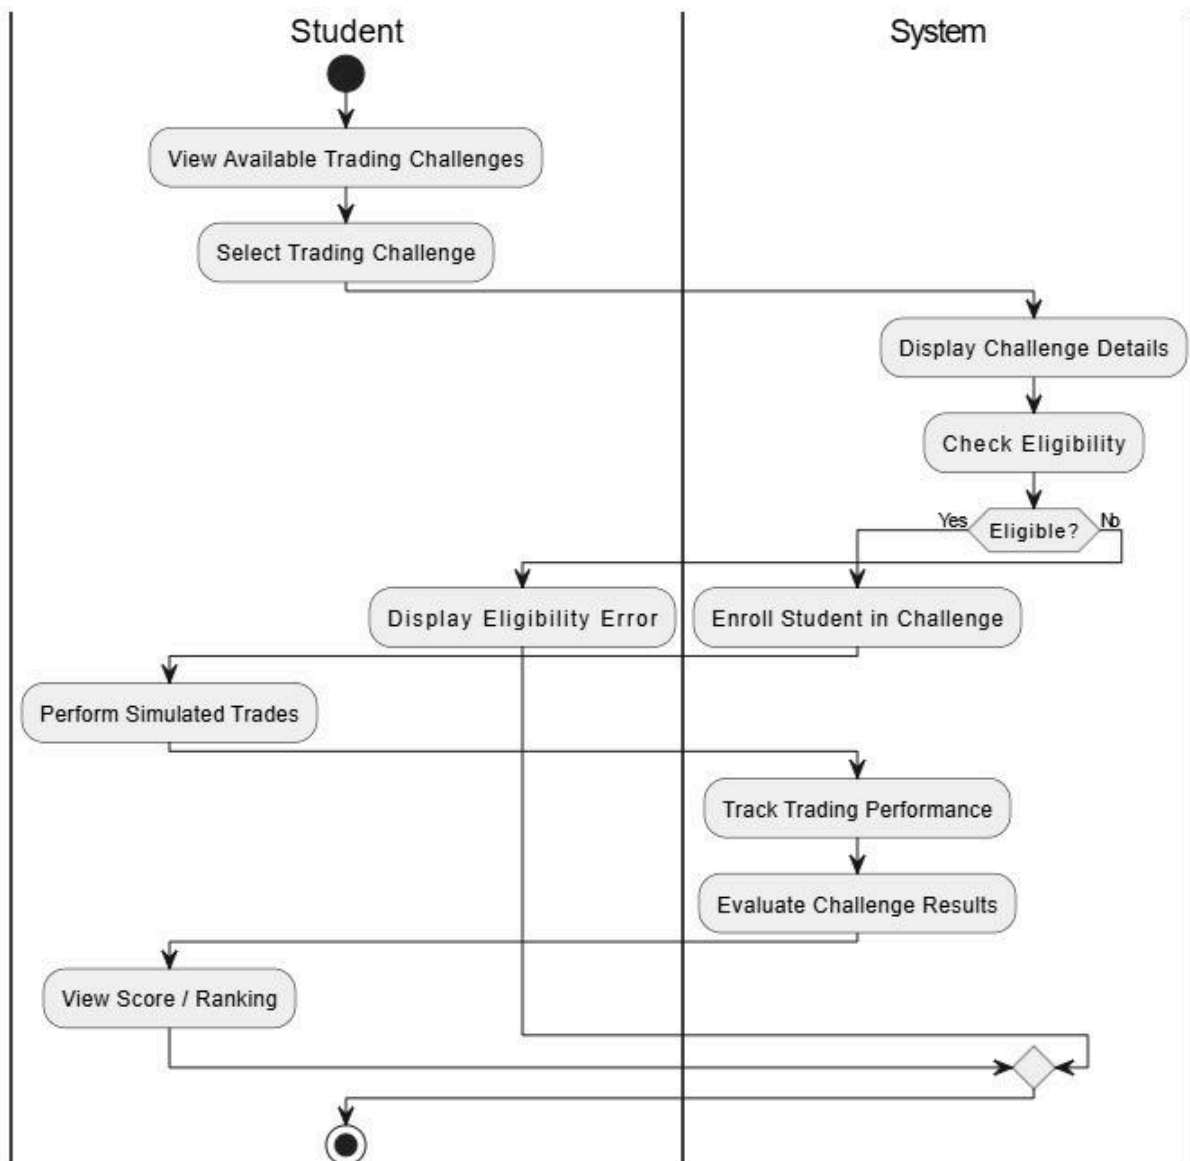 Student
System
View Available Trading Challenges
Select Trading Challenge
Display Challenge Details
Check Eligibility
Yes
Eligible?
No
Display Eligibility Error
Enroll Student in Challenge
Perform Simulated Trades
Track Trading Performance
Evaluate Challenge Results
View Score / Ranking